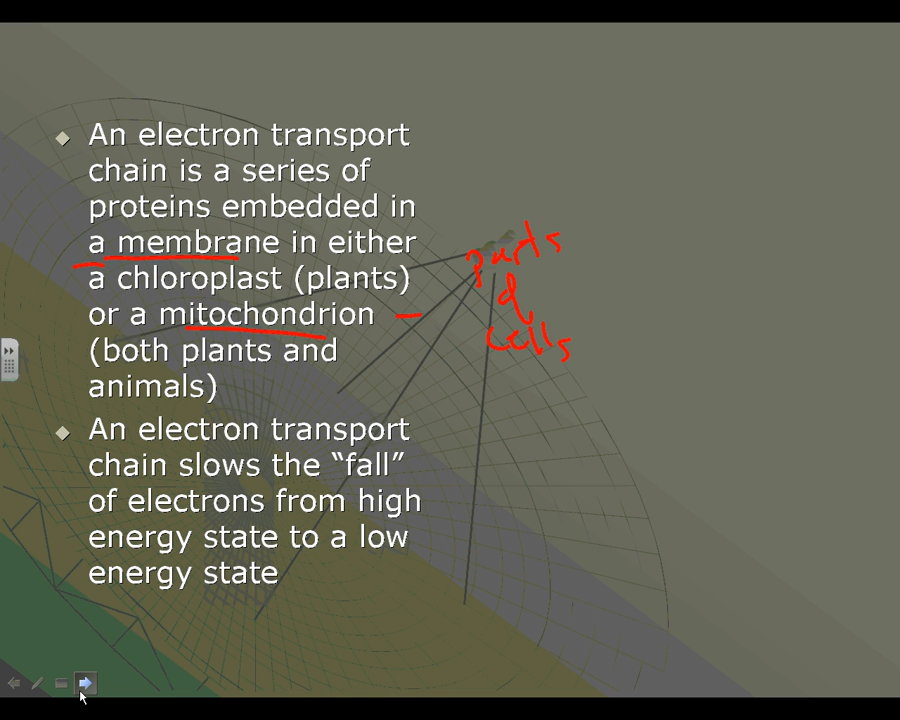 An electron transport
chain is a series of
proteins embedded in
a membrane in either
a chloroplast (plants)
or a mitochondrion
(both plants and
animals)
An electron transport
chain slows the “fall”
of electrons from high
energy state to a low
energy state
parts
of
cells